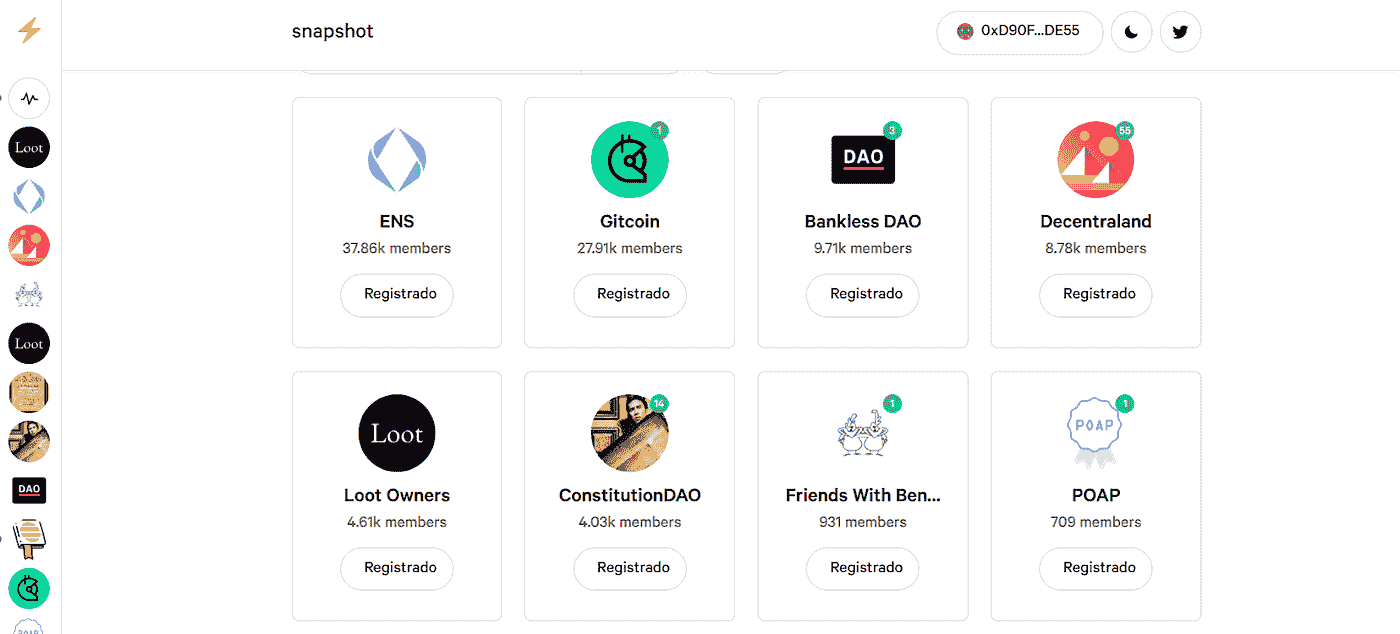 snapshot
0xD90F...DE55
Loot
Loot
DAO
POAP
1
DAO
3
55
ENS
Gitcoin
Bankless DAO
Decentraland
37.86k members
27.91k members
9.71k members
8.78k members
Registrado
Registrado
Registrado
Registrado
Loot
14
1
POAP
1
Loot Owners
ConstitutionDAO
Friends With Ben...
POAP
4.61k members
4.03k members
931 members
709 members
Registrado
Registrado
Registrado
Registrado